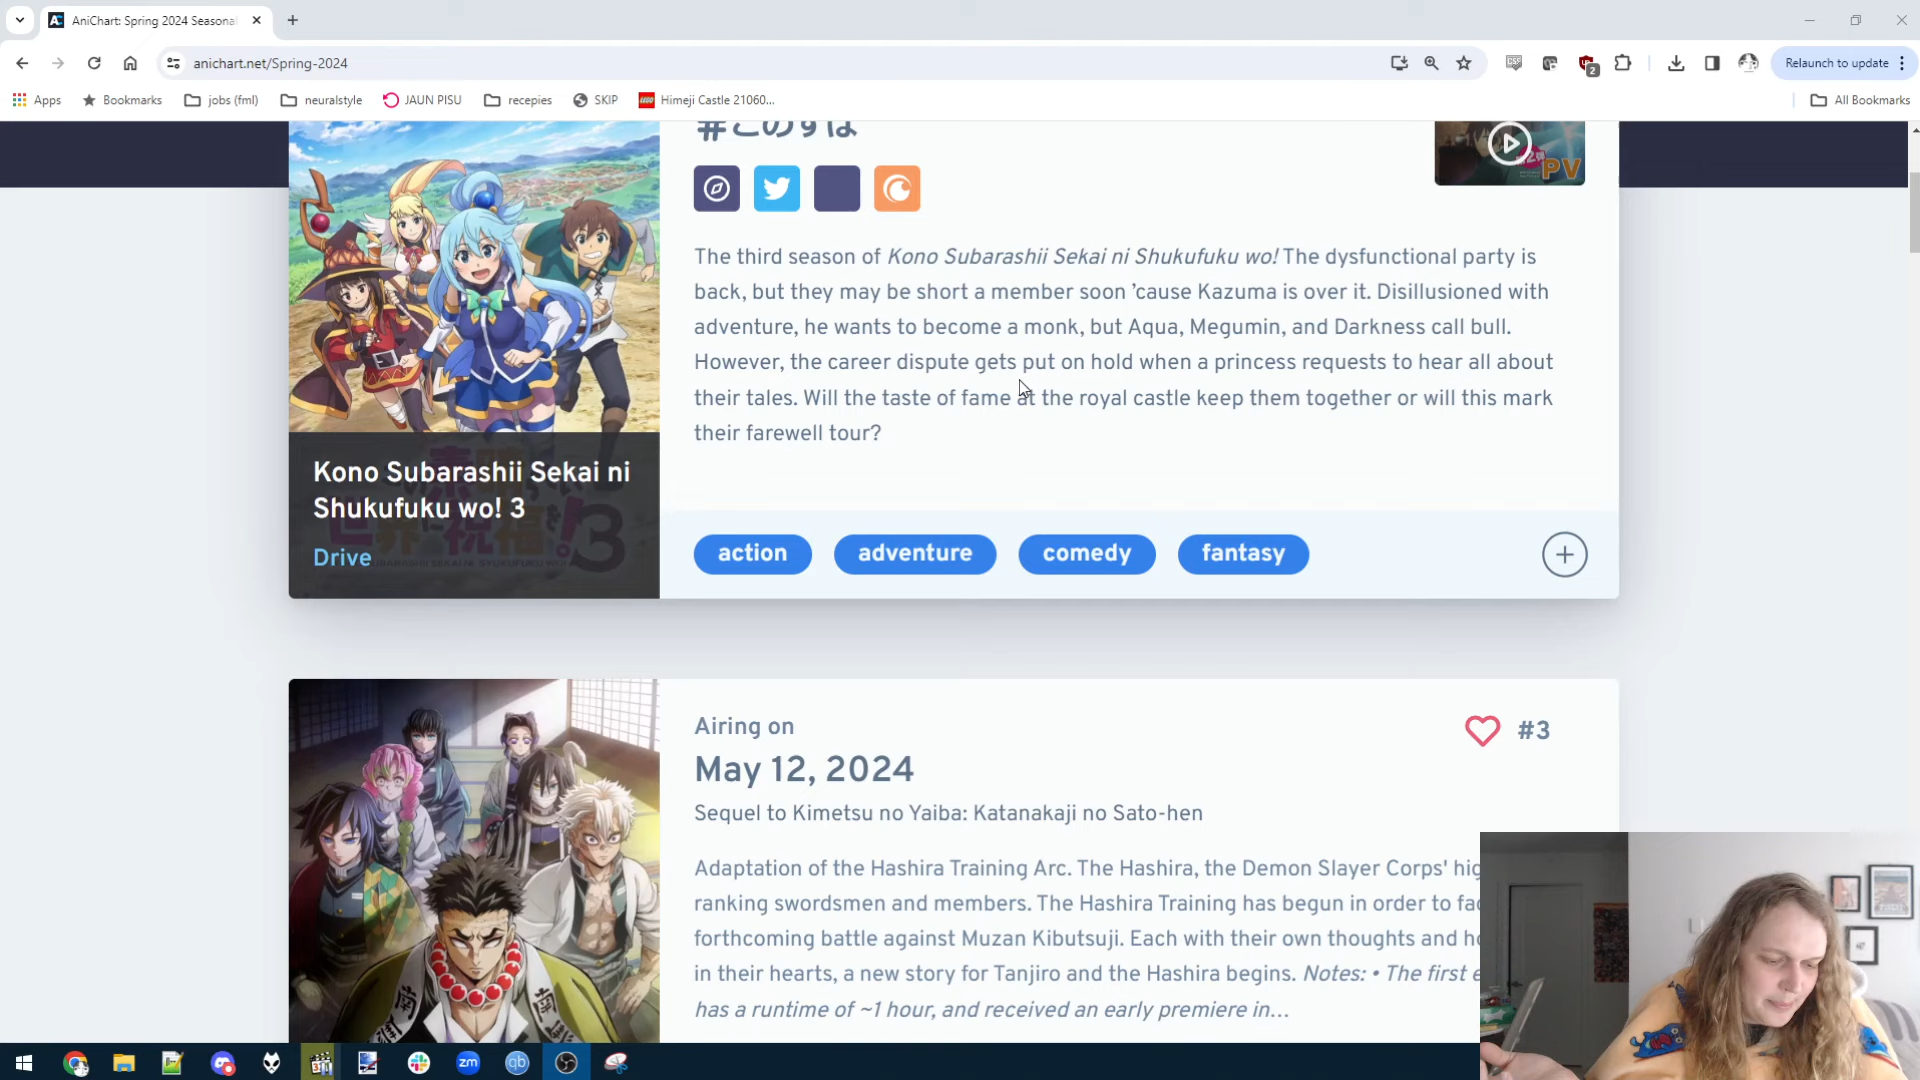 AniChart: Spring 2024 Seasona
anichart.net/Spring-2024
Relaunch to update
Apps
Bookmarks
jobs (fml)
neuralstyle
JAUN PISU
recepies
SKIP
LEGO
Himeji Castle 21060...
All Bookmarks
2
#このすば
PV
The third season of Kono Subarashii Sekai ni Shukufuku wo! The dysfunctional party is
back, but they may be short a member soon ’cause Kazuma is over it. Disillusioned with
adventure, he wants to become a monk, but Aqua, Megumin, and Darkness call bull.
However, the career dispute gets put on hold when a princess requests to hear all about
their tales. Will the taste of fame at the royal castle keep them together or will this mark
their farewell tour?
Kono Subarashii Sekai ni
Shukufuku wo! 3
Drive
action
adventure
comedy
fantasy
Airing on
#3
May 12, 2024
Sequel to Kimetsu no Yaiba: Katanakaji no Sato-hen
Adaptation of the Hashira Training Arc. The Hashira, the Demon Slayer Corps'
ranking swordsmen and members. The Hashira Training has begun in order to
forthcoming battle against Muzan Kibutsuji. Each with their own thoughts and
in their hearts, a new story for Tanjiro and the Hashira begins. Notes: • The first
has a runtime of ~1 hour, and received an early premiere in...
zm
qb